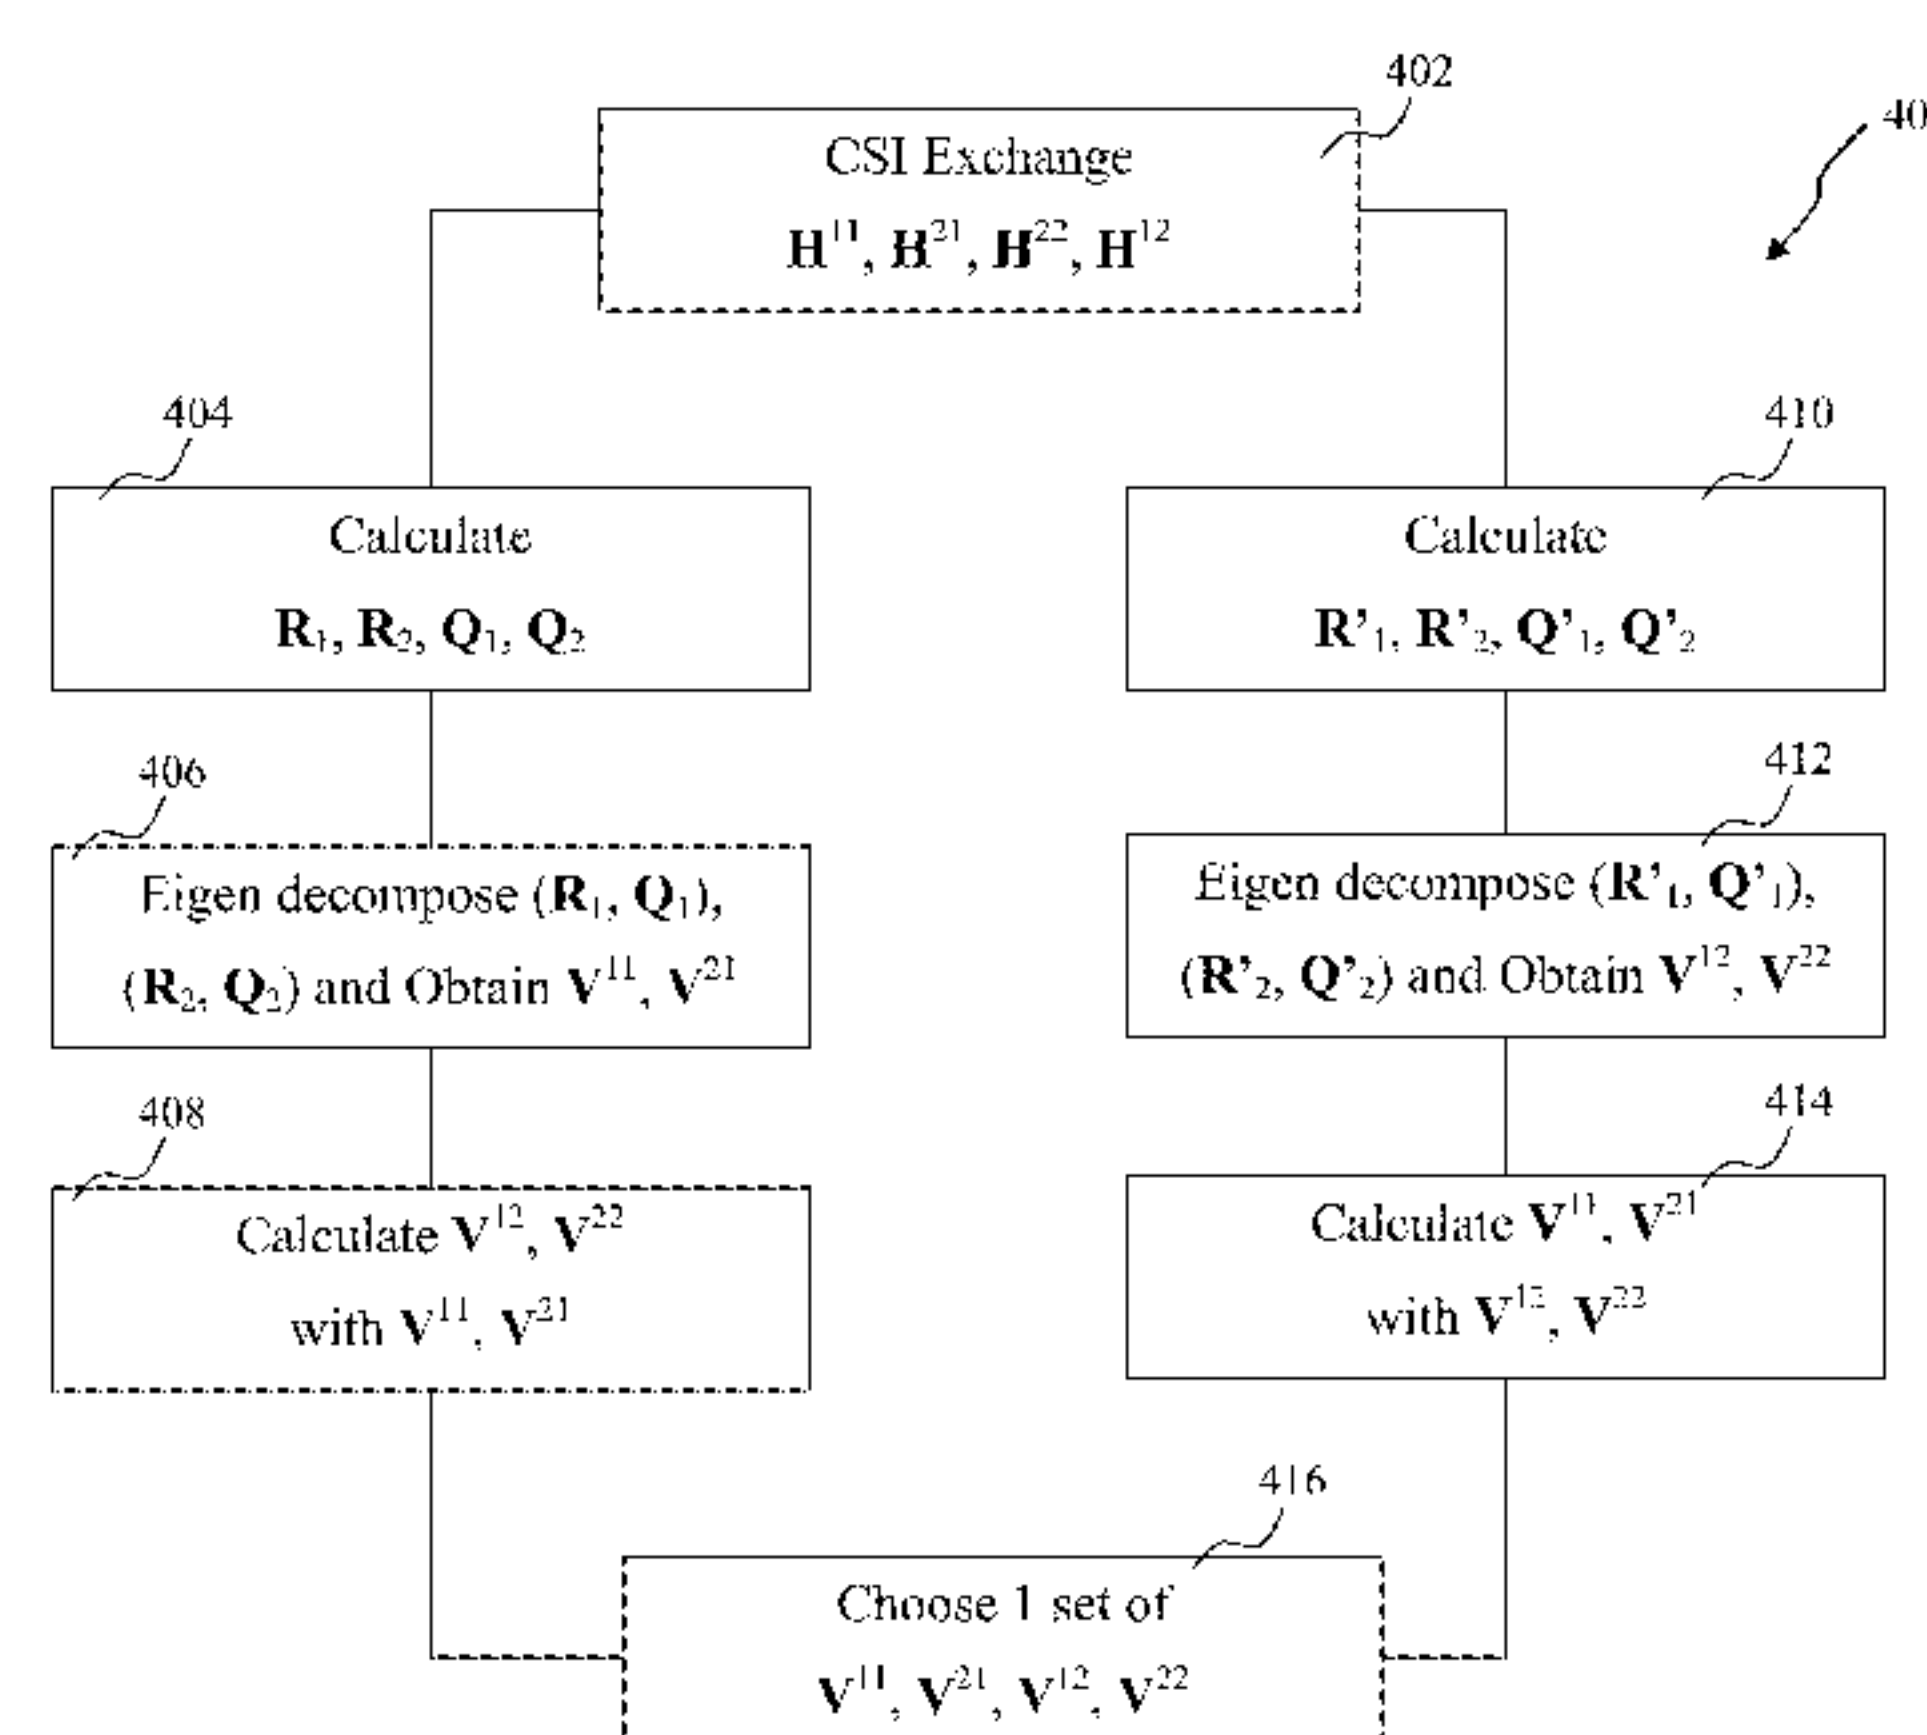 402
40
CSI Exchange
H¹¹, H²¹, H²², H¹²
404
Calculate
R₁, R₂, Q₁, Q₂
410
Calculate
R’₁, R’₂, Q’₁, Q’₂
406
Eigen decompose (R₁, Q₁),
(R₂, Q₂) and Obtain V¹¹, V²¹
412
Eigen decompose (R’₁, Q’₁),
(R’₂, Q’₂) and Obtain V¹², V²²
408
Calculate V¹², V²²
with V¹¹, V²¹
414
Calculate V¹¹, V²¹
with V¹², V²²
416
Choose 1 set of
V¹¹, V²¹, V¹², V²²